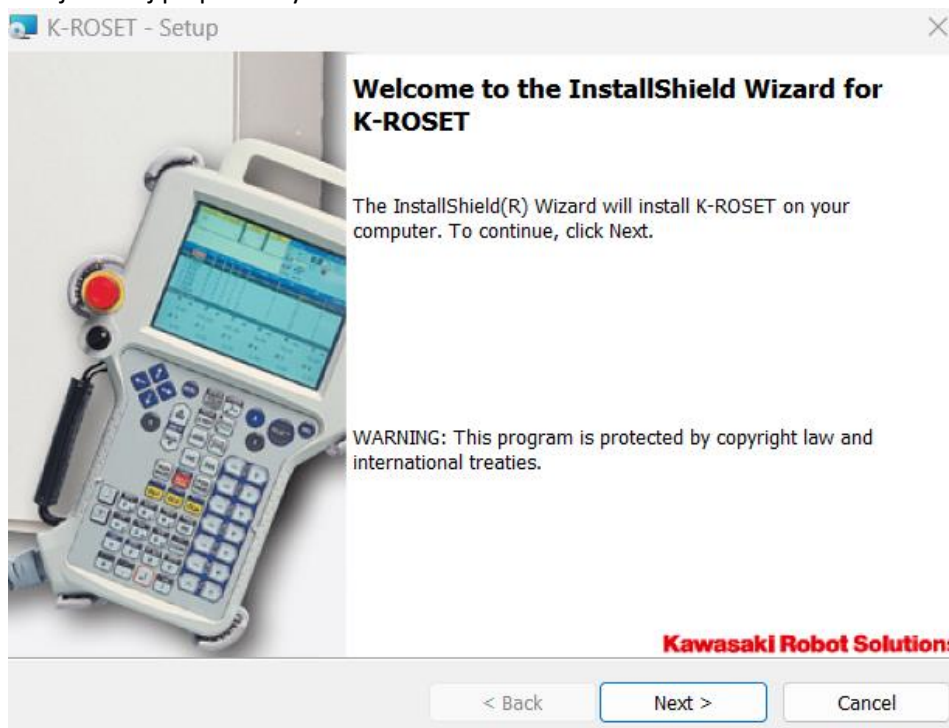 K-ROSET - Setup
Welcome to the InstallShield Wizard for
K-ROSET
The InstallShield(R) Wizard will install K-ROSET on your
computer. To continue, click Next.
WARNING: This program is protected by copyright law and
international treaties.
Kawasaki Robot Solutions
< Back
Next >
Cancel